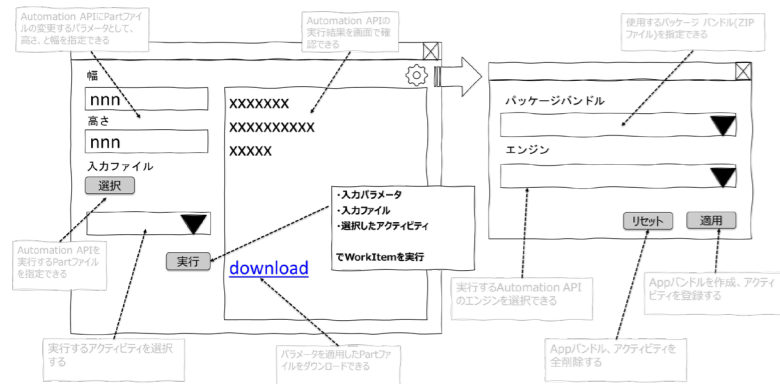 Automation APIにPartファイ
ルの変更するパラメータとして、
高さ、と幅を指定できる
Automation APIの
実行結果を画面で確
認できる
使用するパッケージ バンドル(ZIP
ファイル)を指定できる
幅
nnn
高さ
nnn
入力ファイル
選択
実行
XXXXXXX
XXXXXXXXXX
XXXXX
download
・入力パラメータ
・入力ファイル
・選択したアクティビティ
でWorkItemを実行
パッケージバンドル
エンジン
リセット
適用
Automation APIを
実行するPartファイル
を指定できる
実行するアクティビティを選択
する
パラメータを適用したPartファ
イルをダウンロードできる
実行するAutomation API
のエンジンを選択できる
Appバンドルを作成、アクティ
ビティを登録する
Appバンドル、アクティビティを
全削除する